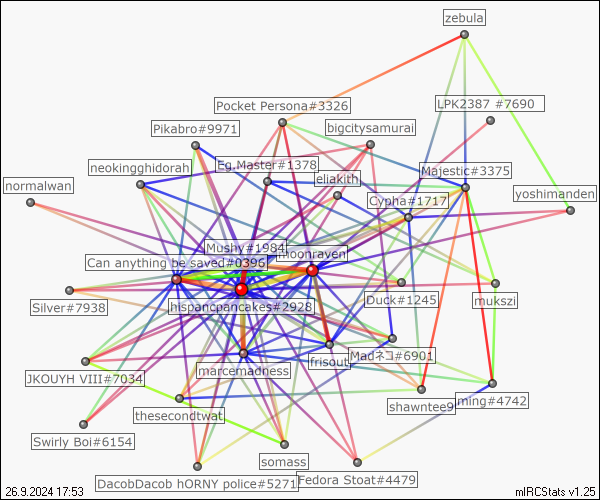 zebula
LPK2387 #7690
Pocket Persona#3326
bigcitysamurai
Pikabro#9971
Eg.Master#1378
neokingghidorah
eliakith
Majestic#3375
normalwan
yoshimanden
Cypha#1717
Mushy#1984
moonraven
Can anything be saved#0396
Silver#7938
hispancpancakes#2928
Duck#1245
mukszi
frisout
Madネコ#6901
JKOUYH VIII#7034
marcemadness
thesecondtwat
shawntee9
ming#4742
Swirly Boi#6154
somass
DacobDacob hORNY police#5271
Fedora Stoat#4479
26.9.2024 17:53
mIRCStats v1.25